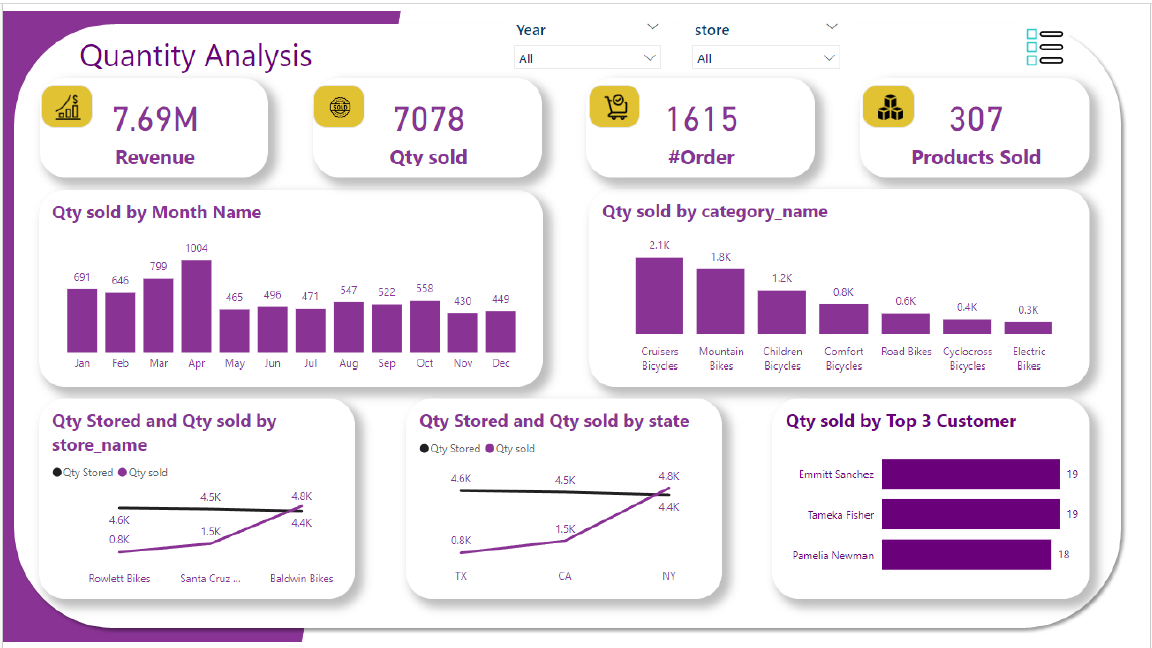 Quantity Analysis
Year
All
store
All
7.69M
Revenue
SOLD
7078
Qty sold
1615
#Order
307
Products Sold
Qty sold by Month Name
691 646 799 1004 465 496 471 547 522 558 430 449
Jan Feb Mar Apr May Jun Jul Aug Sep Oct Nov Dec
Qty sold by category_name
2.1K 1.8K 1.2K 0.8K 0.6K 0.4K 0.3K
Cruisers Mountain Children Comfort Road Bikes Cyclocross Electric
Bicycles Bikes Bicycles Bicycles Bicycles Bikes
Qty Stored and Qty sold by
store_name
Qty Stored Qty sold
4.6K 4.5K 4.8K
0.8K 1.5K 4.4K
Rowlett Bikes Santa Cruz ... Baldwin Bikes
Qty Stored and Qty sold by state
Qty Stored Qty sold
4.6K 4.5K 4.8K
0.8K 1.5K 4.4K
TX CA NY
Qty sold by Top 3 Customer
Emmitt Sanchez 19
Tameka Fisher 19
Pamelia Newman 18